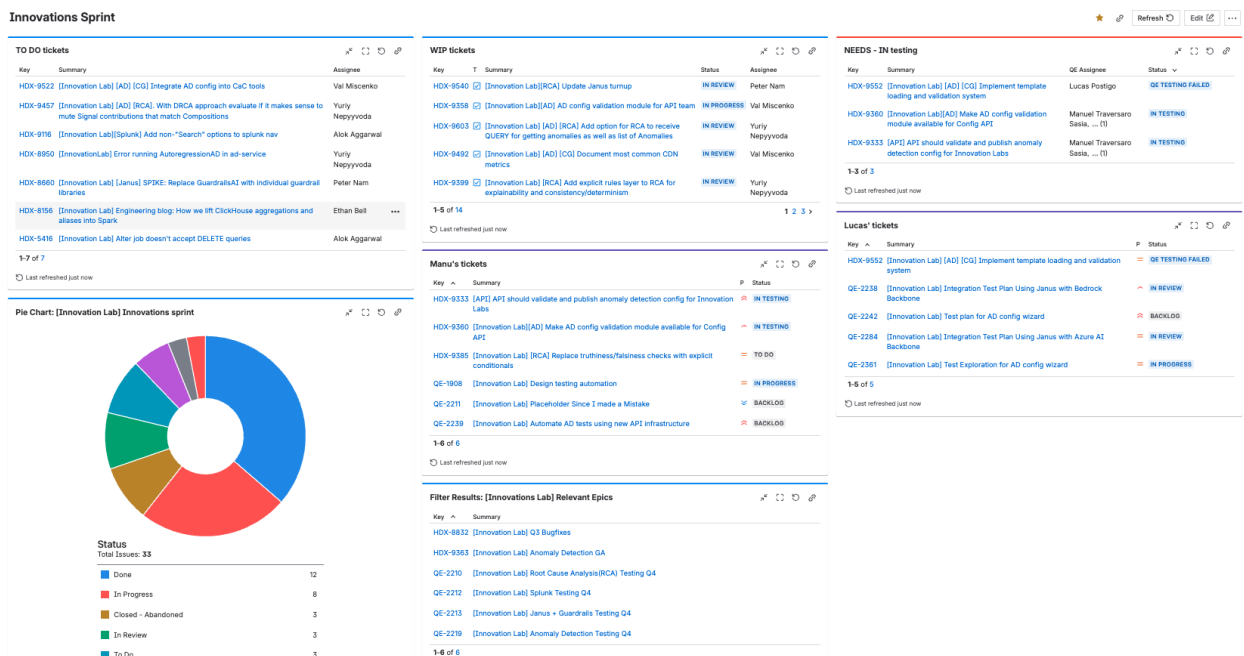 Innovations Sprint
Refresh
Edit
TO DO tickets
Key Summary Assignee
HDX-9522 [Innovation Lab] [AD] [CG] Integrate AD config into CaC tools Val Miscenko
HDX-9457 [Innovation Lab] [AD] [RCA]. With DRCA approach evaluate if it makes sense to Yuriy
mute Signal contributions that match Compositions Nepyyvoda
HDX-9116 [Innovation Lab][Splunk] Add non-"Search" options to splunk nav Alok Aggarwal
HDX-8950 [InnovationLab] Error running AutoregressionAD in ad-service Yuriy
Nepyyvoda
HDX-8660 [Innovation Lab] [Janus] SPIKE: Replace GuardrailsAI with individual guardrail Peter Nam
libraries
HDX-8156 [Innovation Lab] Engineering blog: How we lift ClickHouse aggregations and Ethan Bell
aliases into Spark
HDX-5416 [Innovation Lab] Alter job doesn't accept DELETE queries Alok Aggarwal
1-7 of 7
Last refreshed just now
Pie Chart: [Innovation Lab] Innovations sprint
Status
Total Issues: 33
Done 12
In Progress 8
Closed - Abandoned 3
In Review 3
To Do 3
WIP tickets
Key T Summary Status Assignee
HDX-9540 [Innovation Lab][RCA] Update Janus turnup IN REVIEW Peter Nam
HDX-9358 [Innovation Lab][AD] AD config validation module for API team IN PROGRESS Val Miscenko
HDX-9603 [Innovation Lab] [AD] [RCA] Add option for RCA to receive IN REVIEW Yuriy
QUERY for getting anomalies as well as list of Anomalies Nepyyvoda
HDX-9492 [Innovation Lab] [AD] [CG] Document most common CDN IN REVIEW Val Miscenko
metrics
HDX-9399 [Innovation Lab] [RCA] Add explicit rules layer to RCA for IN REVIEW Yuriy
explainability and consistency/determinism Nepyyvoda
1-5 of 14 1 2 3 >
Last refreshed just now
Manu's tickets
Key Summary P Status
HDX-9333 [API] API should validate and publish anomaly detection config for Innovation IN TESTING
Labs
HDX-9360 [Innovation Lab][AD] Make AD config validation module available for Config IN TESTING
API
HDX-9385 [Innovation Lab] [RCA] Replace truthiness/falsiness checks with explicit TO DO
conditionals
QE-1908 [Innovation Lab] Design testing automation IN PROGRESS
QE-2211 [Innovation Lab] Placeholder Since I made a Mistake BACKLOG
QE-2239 [Innovation Lab] Automate AD tests using new API infrastructure BACKLOG
1-6 of 6
Last refreshed just now
Filter Results: [Innovations Lab] Relevant Epics
Key Summary
HDX-8832 [Innovation Lab] Q3 Bugfixes
HDX-9363 [Innovation Lab] Anomaly Detection GA
QE-2210 [Innovation Lab] Root Cause Analysis(RCA) Testing Q4
QE-2212 [Innovation Lab] Splunk Testing Q4
QE-2213 [Innovation Lab] Janus + Guardrails Testing Q4
QE-2219 [Innovation Lab] Anomaly Detection Testing Q4
1-6 of 6
NEEDS - IN testing
Key Summary QE Assignee Status
HDX-9552 [Innovation Lab] [AD] [CG] Implement template Lucas Postigo QE TESTING FAILED
loading and validation system
HDX-9360 [Innovation Lab][AD] Make AD config validation Manuel Traversaro IN TESTING
module available for Config API Sasia, ... (1)
HDX-9333 [API] API should validate and publish anomaly Manuel Traversaro IN TESTING
detection config for Innovation Labs Sasia, ... (1)
1-3 of 3
Last refreshed just now
Lucas' tickets
Key Summary P Status
HDX-9552 [Innovation Lab] [AD] [CG] Implement template loading and validation QE TESTING FAILED
system
QE-2238 [Innovation Lab] Integration Test Plan Using Janus with Bedrock IN REVIEW
Backbone
QE-2242 [Innovation Lab] Test plan for AD config wizard BACKLOG
QE-2284 [Innovation Lab] Integration Test Plan Using Janus with Azure AI IN REVIEW
Backbone
QE-2361 [Innovation Lab] Test Exploration for AD config wizard IN PROGRESS
1-5 of 5
Last refreshed just now